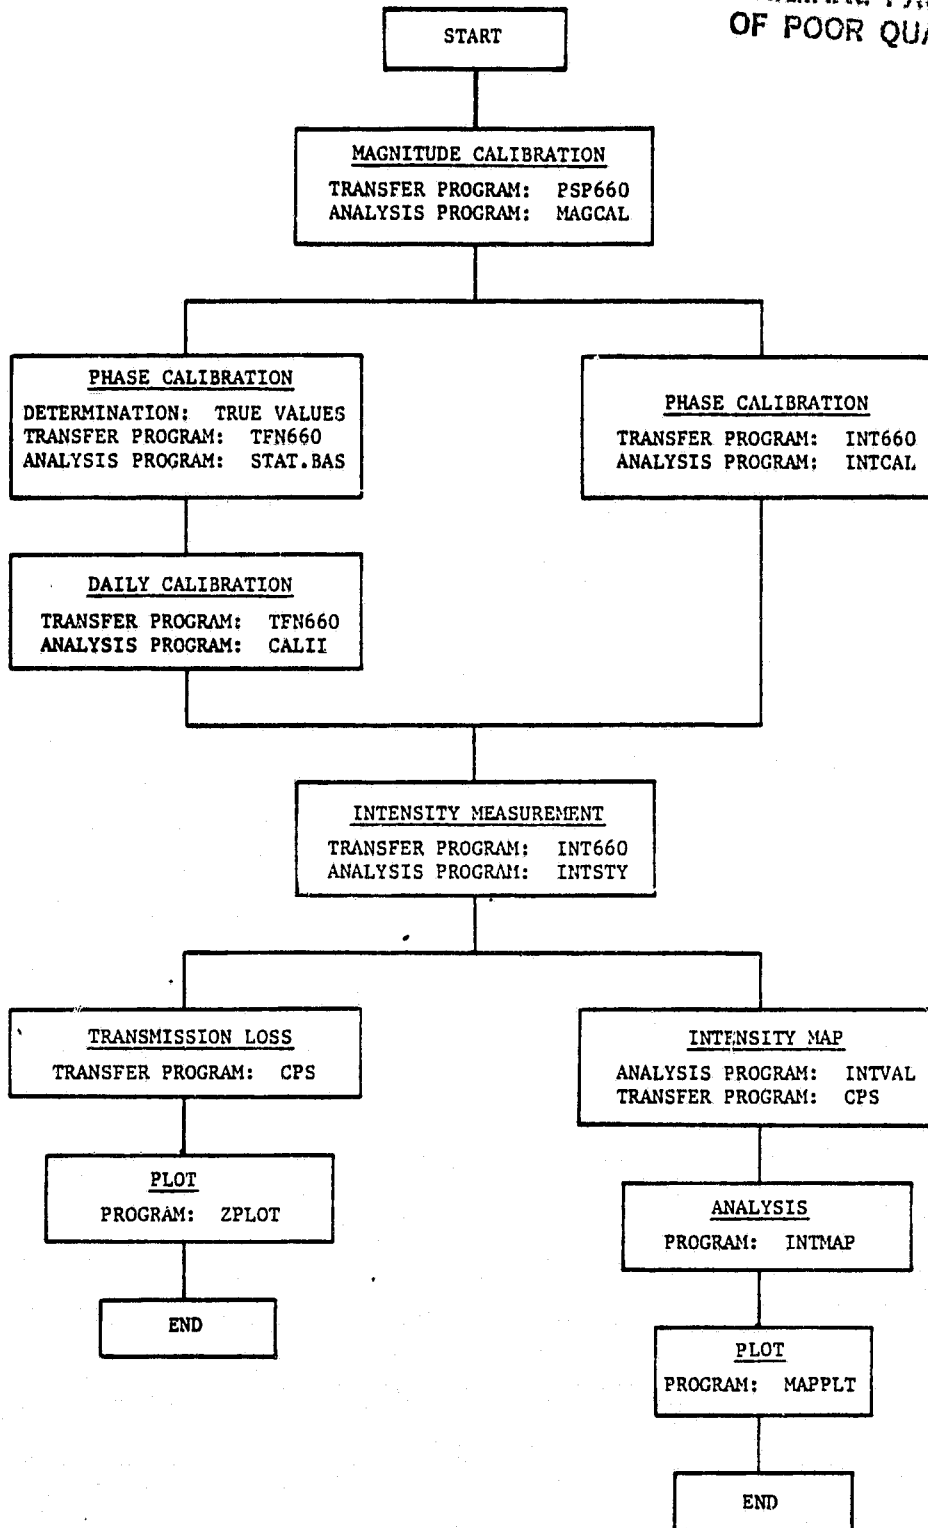 OF POOR
START
MAGNITUDE CALIBRATION
TRANSFER PROGRAM: PSP660
ANALYSIS PROGRAM: MAGCAL
PHASE CALIBRATION
DETERMINATION: TRUE VALUES
TRANSFER PROGRAM: TFN660
ANALYSIS PROGRAM: STAT.BAS
PHASE CALIBRATION
TRANSFER PROGRAM: INT660
ANALYSIS PROGRAM: INTCAL
DAILY CALIBRATION
TRANSFER PROGRAM: TFN660
ANALYSIS PROGRAM: CALII
INTENSITY MEASUREMENT
TRANSFER PROGRAM: INT660
ANALYSIS PROGRAM: INTSTY
TRANSMISSION LOSS
TRANSFER PROGRAM: CPS
INTENSITY MAP
ANALYSIS PROGRAM: INTVAL
TRANSFER PROGRAM: CPS
PLOT
PROGRAM: ZPLOT
ANALYSIS
PROGRAM: INTMAP
END
PLOT
PROGRAM: MAPPLT
END